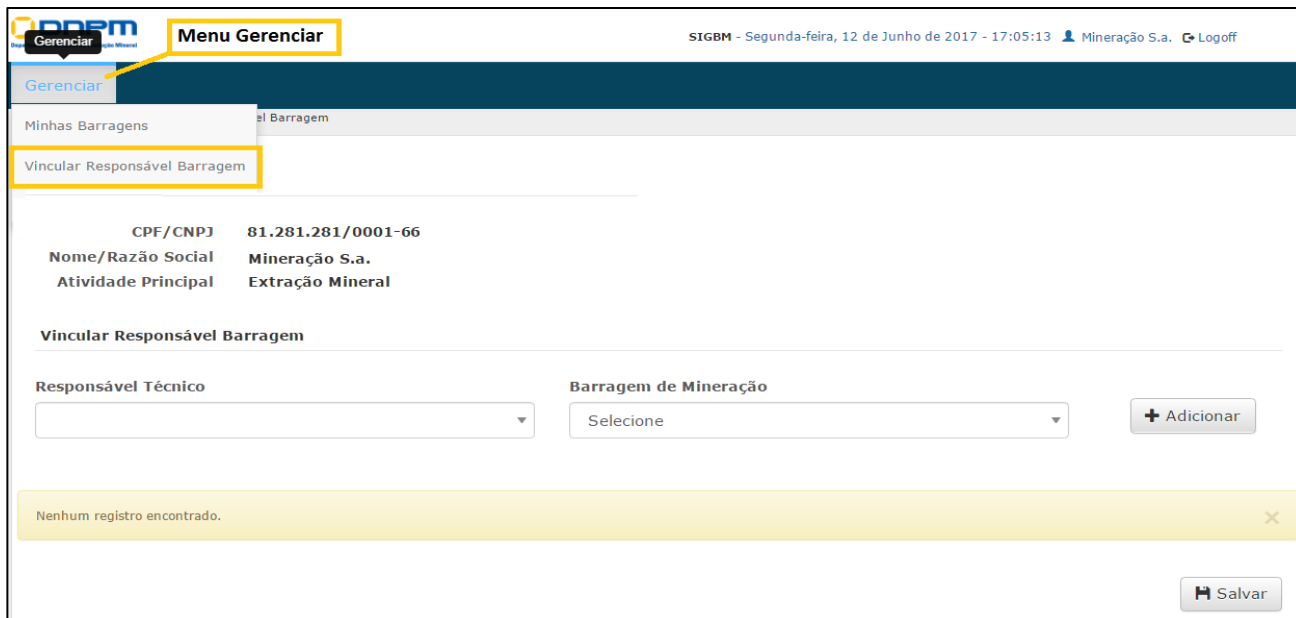 DNPM
Gerenciar
Menu Gerenciar
SIGBM - Segunda-feira, 12 de Junho de 2017 - 17:05:13 Mineração S.a. Logoff
Gerenciar
Minhas Barragens
el Barragem
Vincular Responsável Barragem
CPF/CNPJ 81.281.281/0001-66
Nome/Razão Social Mineração S.a.
Atividade Principal Extração Mineral
Vincular Responsável Barragem
Responsável Técnico Barragem de Mineração
Selecione
Adicionar
Nenhum registro encontrado.
Salvar